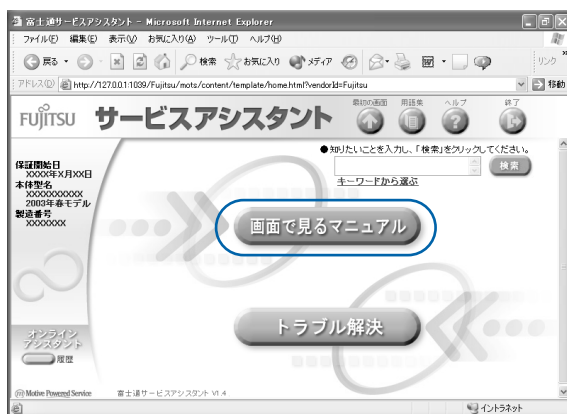 富士通サービスアシスタント - Microsoft Internet Explorer
ファイル(F) 編集(E) 表示(V) お気に入り(A) ツール(T) ヘルプ(H)
戻る 検索 お気に入り メディア リンク
アドレス(D) http://127.0.0.1:1039/Fujitsu/mots/content/template/home.html?vendorId=Fujitsu 移動
FUJITSU サービスアシスタント
最初の画面 用語集 ヘルプ 終了
●知りたいことを入力し、「検索」をクリックしてください。
検索
キーワードから選ぶ
保証開始日
XXXX年X月XX日
本体型名
XXXXXXXXXX
2003年春モデル
製造番号
XXXXXXX
画面で見るマニュアル
トラブル解決
オンライン
アシスタント
履歴
Motive Powered Service 富士通サービスアシスタント V1.4
イントラネット